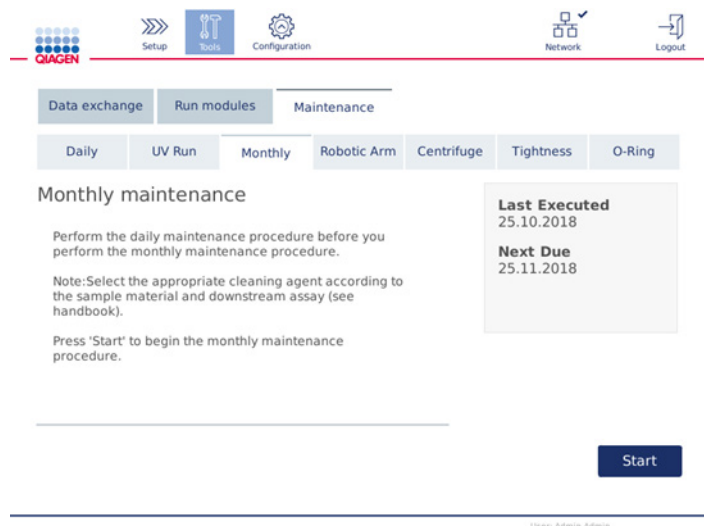 QIAGEN
Setup
Tools
Configuration
Network
Logout
Data exchange
Run modules
Maintenance
Daily
UV Run
Monthly
Robotic Arm
Centrifuge
Tightness
O-Ring
Monthly maintenance
Perform the daily maintenance procedure before you
perform the monthly maintenance procedure.
Note:Select the appropriate cleaning agent according to
the sample material and downstream assay (see
handbook).
Press 'Start' to begin the monthly maintenance
procedure.
Last Executed
25.10.2018
Next Due
25.11.2018
Start
User: Admin Admin